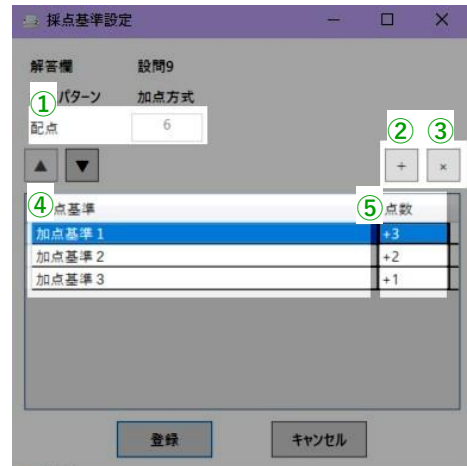 採点基準設定
解答欄 設問9
① パターン 加点方式
配点 6
② ③
▲ ▼ + ×
④ 点基準 ⑤ 点数
加点基準 1 +3
加点基準 2 +2
加点基準 3 +1
登録 キャンセル